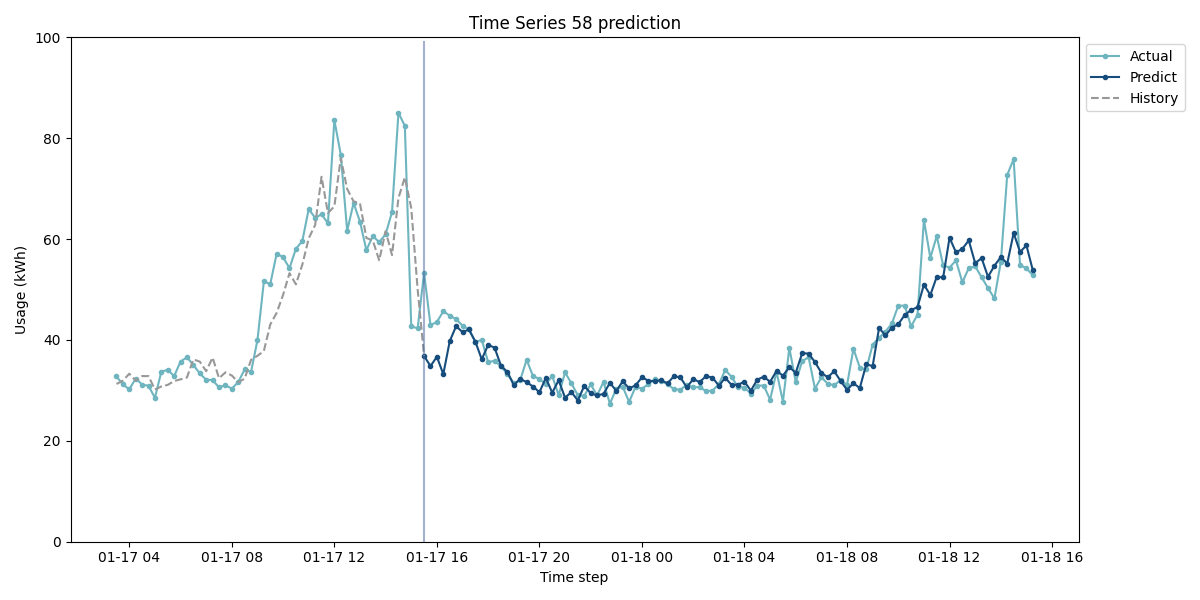 Time Series 58 prediction
Usage (kWh)
100
80
60
40
20
0
01-17 04
01-17 08
01-17 12
01-17 16
01-17 20
01-18 00
01-18 04
01-18 08
01-18 12
01-18 16
Time step
Actual
Predict
History